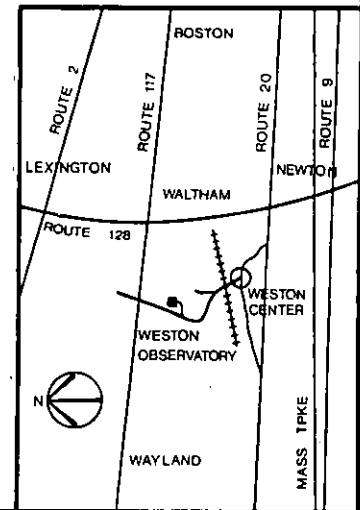 BOSTON
ROUTE 2
ROUTE 117
ROUTE 20
ROUTE 9
LEXINGTON
WALTHAM
NEWTON
ROUTE 128
WESTON
CENTER
WESTON
OBSERVATORY
N
MASS TPKE
WAYLAND